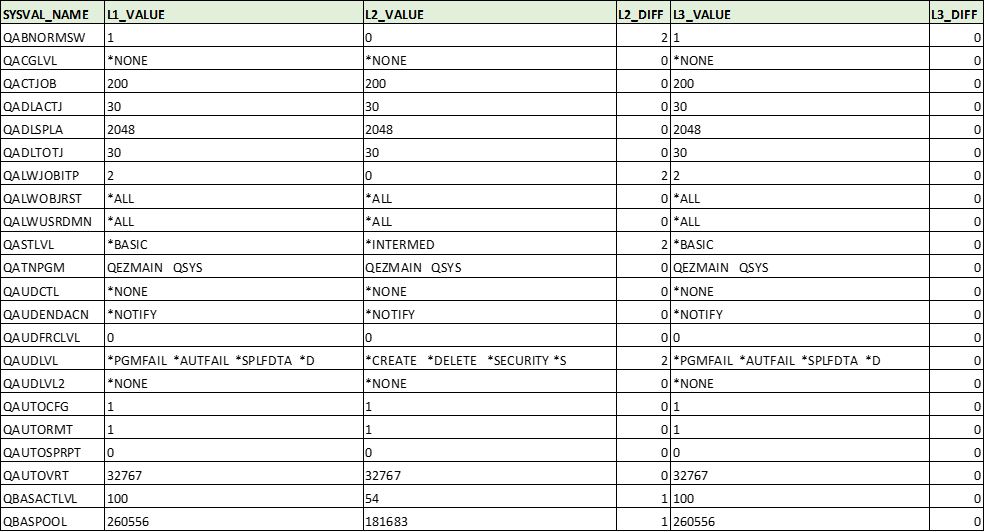 SYSVAL_NAME L1_VALUE L2_VALUE L2_DIFF L3_VALUE L3_DIFF
QABNORMSW 1 0 2 1 0
QACGLVL *NONE *NONE 0 *NONE 0
QACTJOB 200 200 0 200 0
QADLACTJ 30 30 0 30 0
QADLSPLA 2048 2048 0 2048 0
QADLTOTJ 30 30 0 30 0
QALWJOBITP 2 0 2 2 0
QALWOBJRST *ALL *ALL 0 *ALL 0
QALWUSRDMN *ALL *ALL 0 *ALL 0
QASTLVL *BASIC *INTERMED 2 *BASIC 0
QATNPGM QEZMAIN QSYS QEZMAIN QSYS 0 QEZMAIN QSYS 0
QAUDCTL *NONE *NONE 0 *NONE 0
QAUDENDACN *NOTIFY *NOTIFY 0 *NOTIFY 0
QAUDFRCLVL 0 0 0 0 0
QAUDLVL *PGMFAIL *AUTFAIL *SPLFDTA *D *CREATE *DELETE *SECURITY *S 2 *PGMFAIL *AUTFAIL *SPLFDTA *D 0
QAUDLVL2 *NONE *NONE 0 *NONE 0
QAUTOCFG 1 1 0 1 0
QAUTORMT 1 1 0 1 0
QAUTOSPRPT 0 0 0 0 0
QAUTOVRT 32767 32767 0 32767 0
QBASACTLVL 100 54 1 100 0
QBASPOOL 260556 181683 1 260556 0